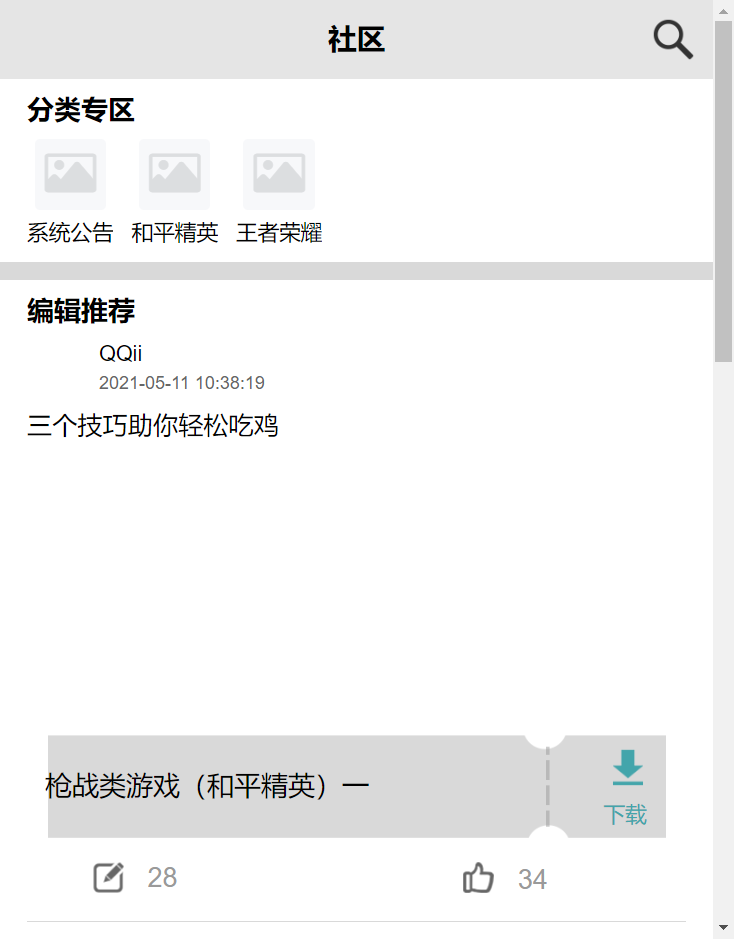 社区
分类专区
系统公告 和平精英 王者荣耀
编辑推荐
QQii
2021-05-11 10:38:19
三个技巧助你轻松吃鸡
枪战类游戏（和平精英）一
下载
28 34